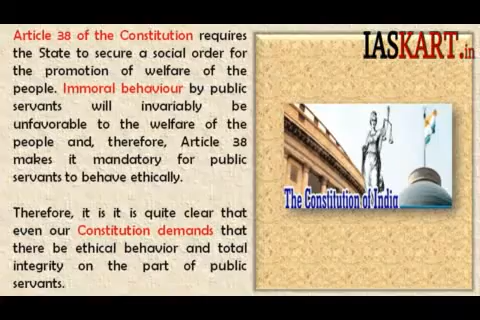 Article 38 of the Constitution requires
the State to secure a social order for
the promotion of welfare of the
people. Immoral behaviour by public
servants will invariably be
unfavorable to the welfare of the
people and, therefore, Article 38
makes it mandatory for public
servants to behave ethically.
Therefore, it is it is quite clear that
even our Constitution demands that
there be ethical behavior and total
integrity on the part of public
servants.
IASKART.in
The Constitution of India